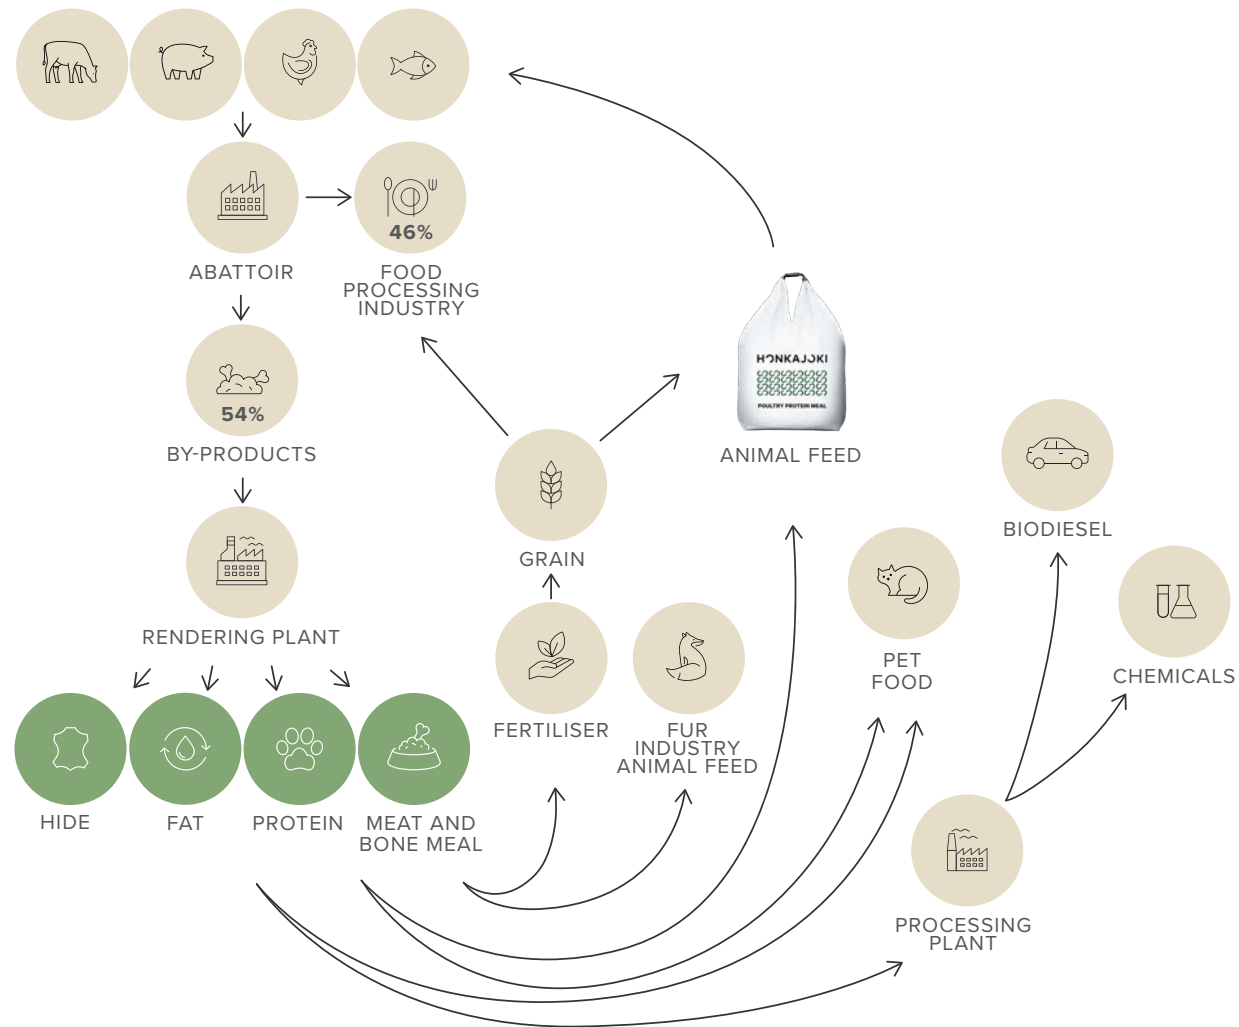 46%
ABATTOIR
FOOD
PROCESSING
INDUSTRY
54%
BY-PRODUCTS
HONKAJOKI
POULTRY PROTEIN MEAL
ANIMAL FEED
GRAIN
BIODIESEL
RENDERING PLANT
PET
FOOD
CHEMICALS
FERTILISER
FUR
INDUSTRY
ANIMAL FEED
HIDE
FAT
PROTEIN
MEAT AND
BONE MEAL
PROCESSING
PLANT